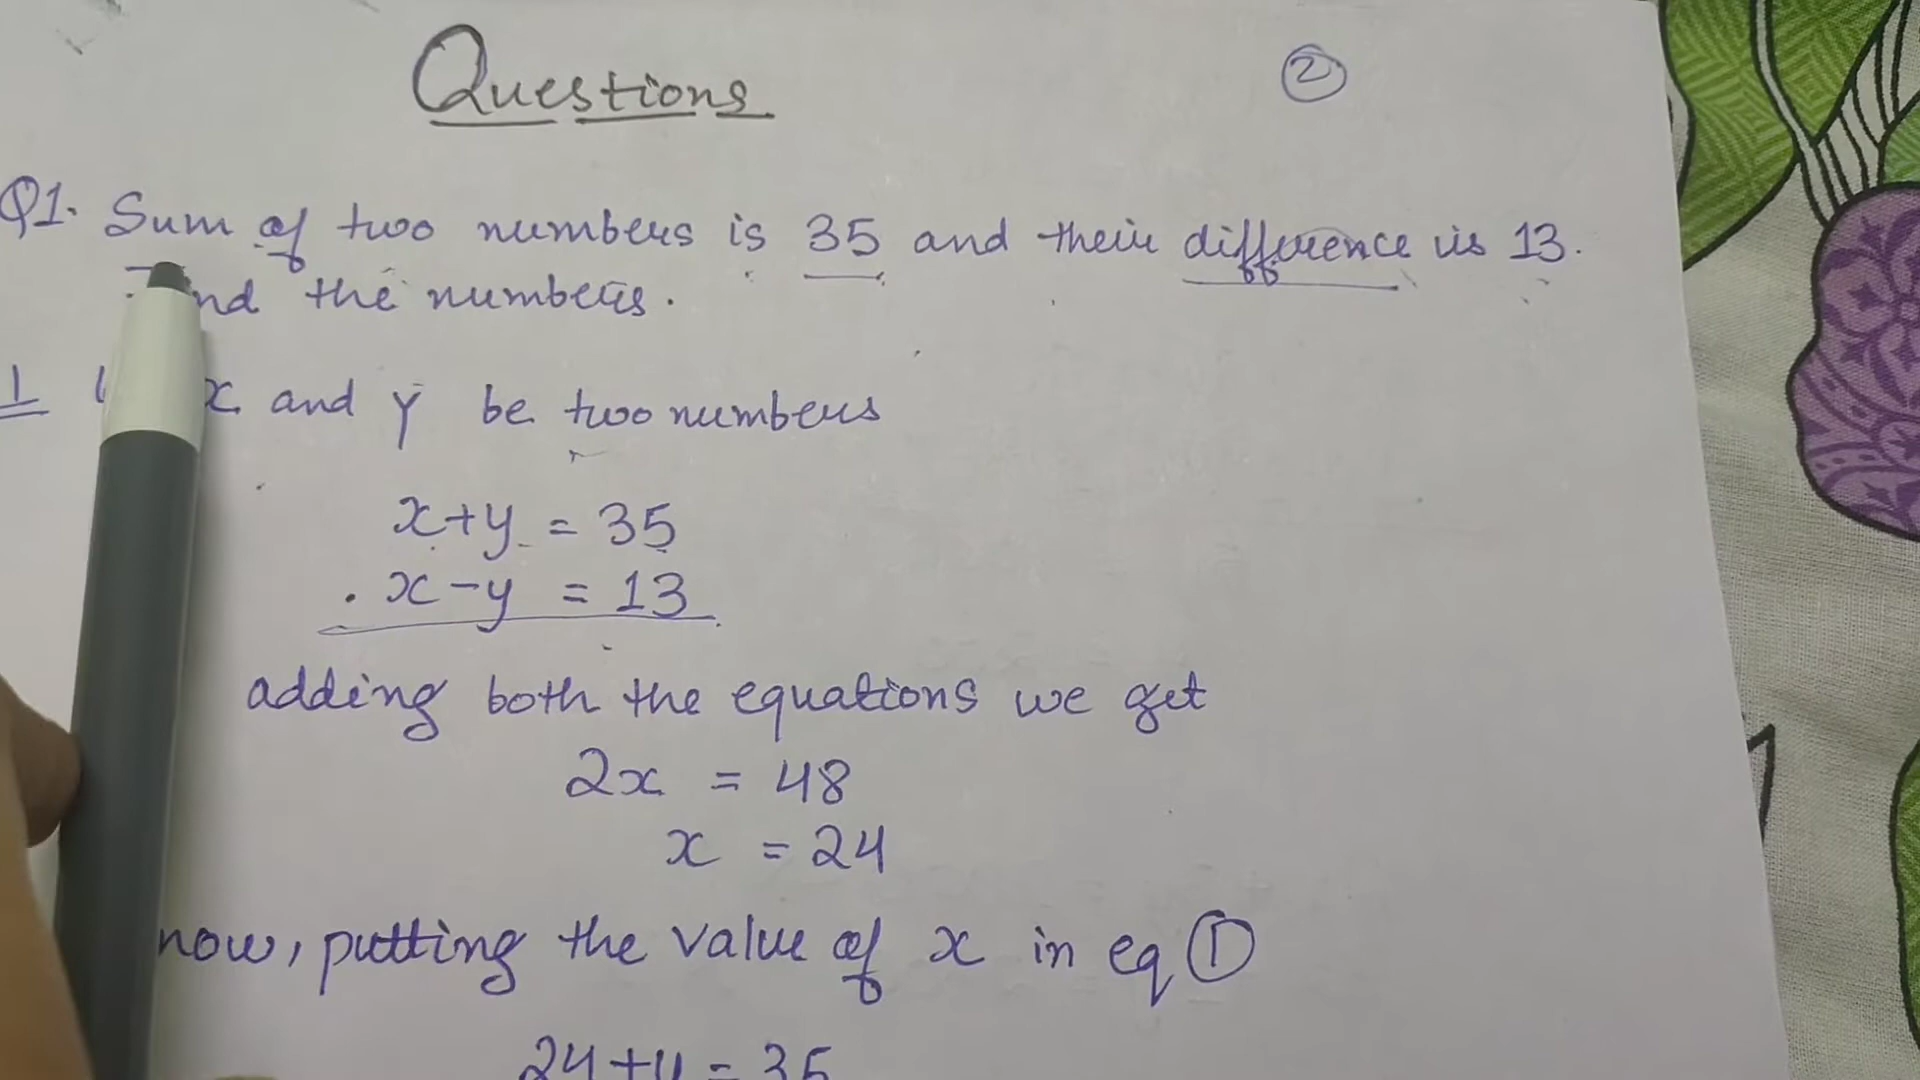 Questions
2
Q1. Sum of two numbers is 35 and their difference is 13.
the numbers.
x and y be two numbers
x+y = 35
x-y = 13
adding both the equations we get
2x = 48
x = 24
now, putting the value of x in eq 1
24+y = 35